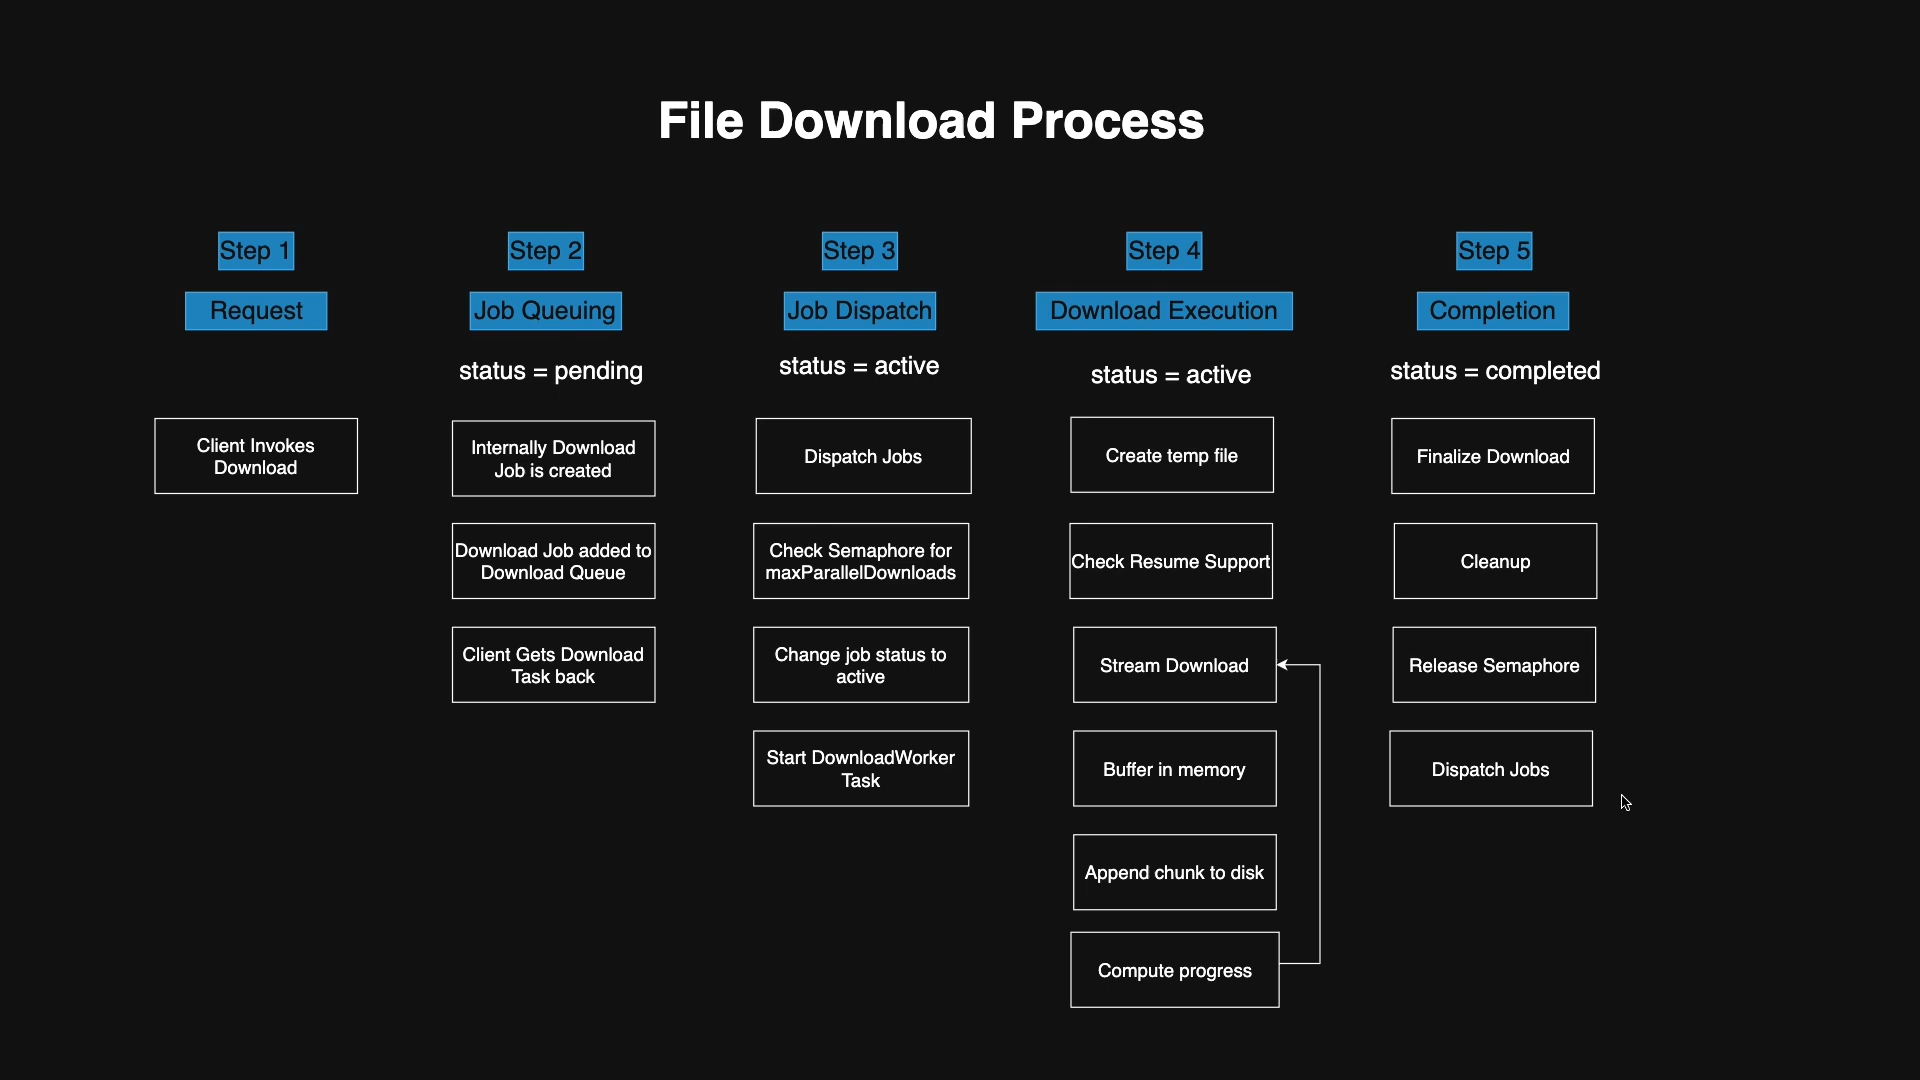 File Download Process
Step 1
Request
Client Invokes
Download
Step 2
Job Queuing
status = pending
Internally Download
Job is created
Download Job added to
Download Queue
Client Gets Download
Task back
Step 3
Job Dispatch
status = active
Dispatch Jobs
Check Semaphore for
maxParallelDownloads
Change job status to
active
Start DownloadWorker
Task
Step 4
Download Execution
status = active
Create temp file
Check Resume Support
Stream Download
Buffer in memory
Append chunk to disk
Compute progress
Step 5
Completion
status = completed
Finalize Download
Cleanup
Release Semaphore
Dispatch Jobs